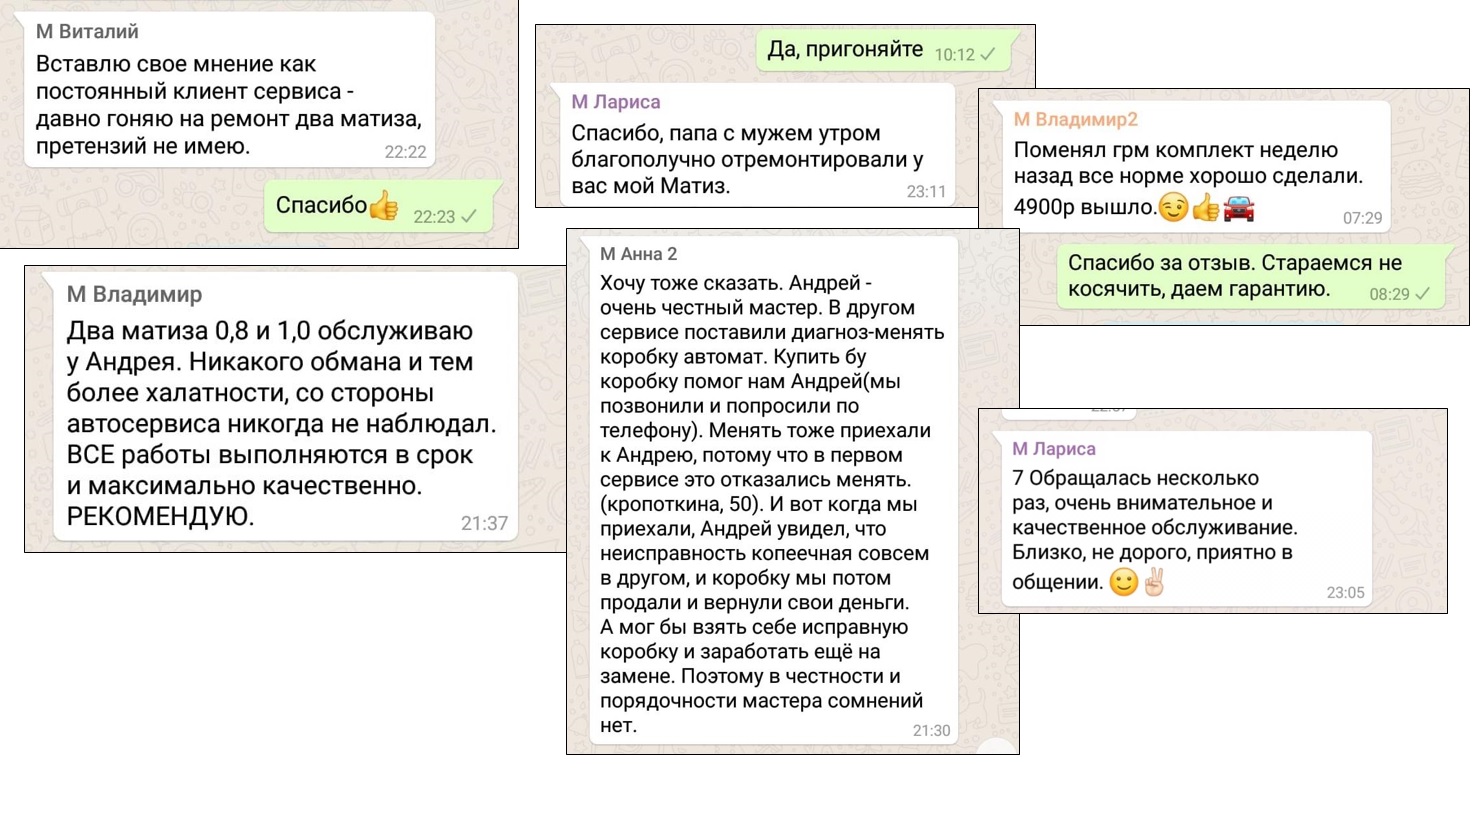 М Виталий
Вставлю свое мнение как
постоянный клиент сервиса -
давно гоняю на ремонт два матиза,
претензий не имею.
22:22
Спасибо👍
22:23
Да, пригоняйте
10:12
М Лариса
Спасибо, папа с мужем утром
благополучно отремонтировали у
вас мой Матиз.
23:11
М Владимир2
Поменял грм комплект неделю
назад все норме хорошо сделали.
4900р вышло.😉👍🚘
07:29
Спасибо за отзыв. Стараемся не
косячить, даем гарантию.
08:29
М Владимир
Два матиза 0,8 и 1,0 обслуживаю
у Андрея. Никакого обмана и тем
более халатности, со стороны
автосервиса никогда не наблюдал.
ВСЕ работы выполняются в срок
и максимально качественно.
РЕКОМЕНДУЮ.
21:37
М Анна 2
Хочу тоже сказать. Андрей -
очень честный мастер. В другом
сервисе поставили диагноз-менять
коробку автомат. Купить бу
коробку помог нам Андрей(мы
позвонили и попросили по
телефону). Менять тоже приехали
к Андрею, потому что в первом
сервисе это отказались менять.
(кропоткина, 50). И вот когда мы
приехали, Андрей увидел, что
неисправность копеечная совсем
в другом, и коробку мы потом
продали и вернули свои деньги.
А мог бы взять себе исправную
коробку и заработать ещё на
замене. Поэтому в честности и
порядочности мастера сомнений
нет.
21:30
М Лариса
7 Обращалась несколько
раз, очень внимательное и
качественное обслуживание.
Близко, не дорого, приятно в
общении. 🙂✌🏻
23:05